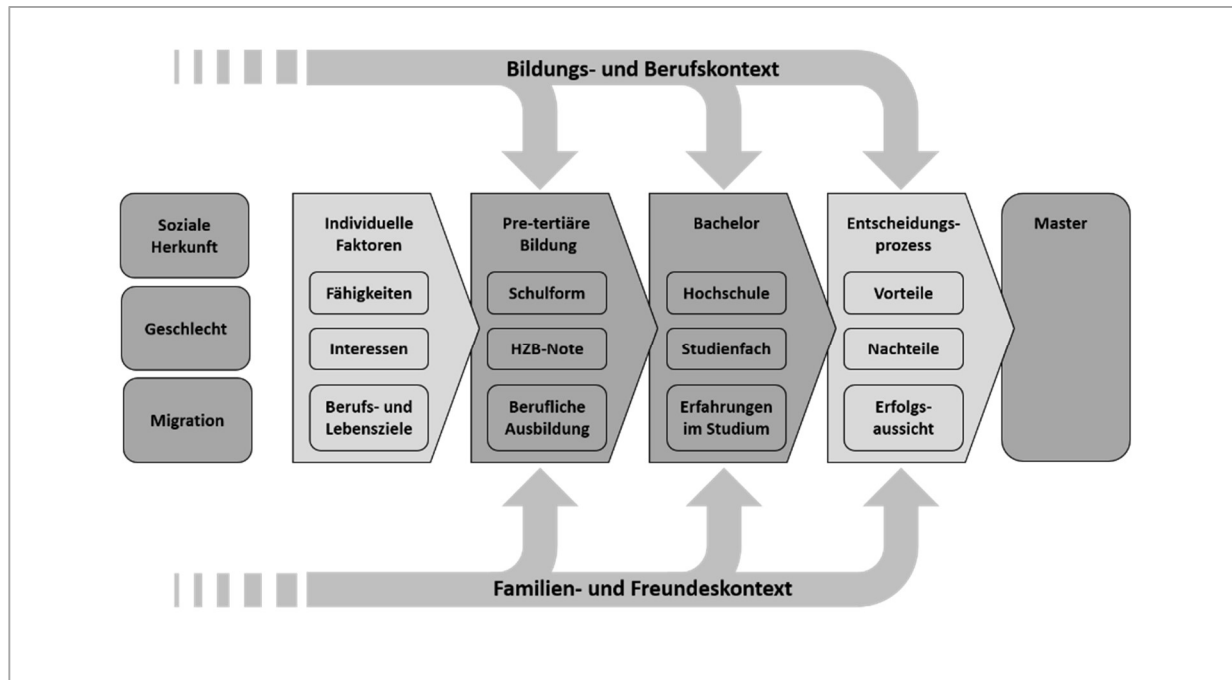 Bildungs- und Berufskontext
Soziale
Herkunft
Geschlecht
Migration
Individuelle
Faktoren
Fähigkeiten
Interessen
Berufs- und
Lebensziele
Pre-tertiäre
Bildung
Schulform
HZB-Note
Berufliche
Ausbildung
Bachelor
Hochschule
Studienfach
Erfahrungen
im Studium
Entscheidungs-
prozess
Vorteile
Nachteile
Erfolgs-
aussicht
Master
Familien- und Freundeskontext